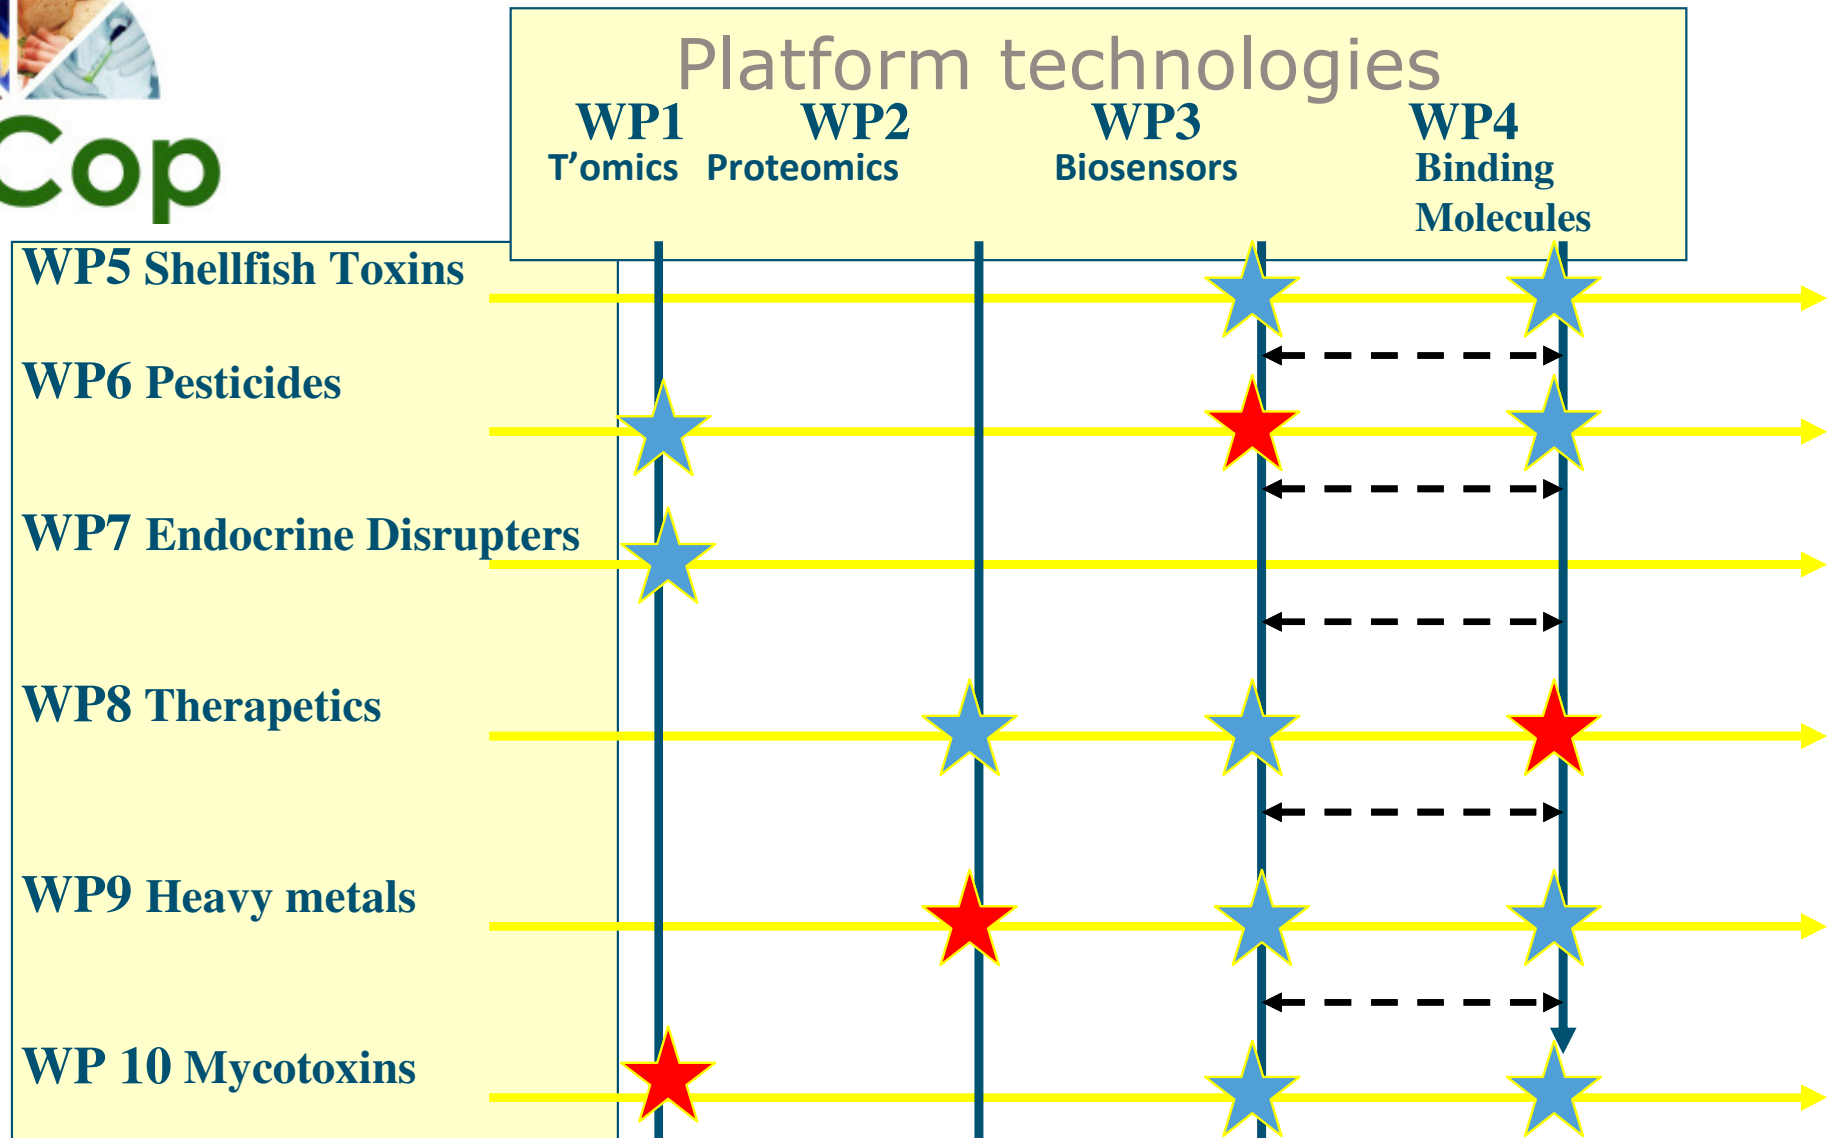 Cop
Platform technologies
WP1 WP2 WP3 WP4
T’omics Proteomics Biosensors Binding
Molecules
WP5 Shellfish Toxins
WP6 Pesticides
WP7 Endocrine Disrupters
WP8 Therapetics
WP9 Heavy metals
WP 10 Mycotoxins